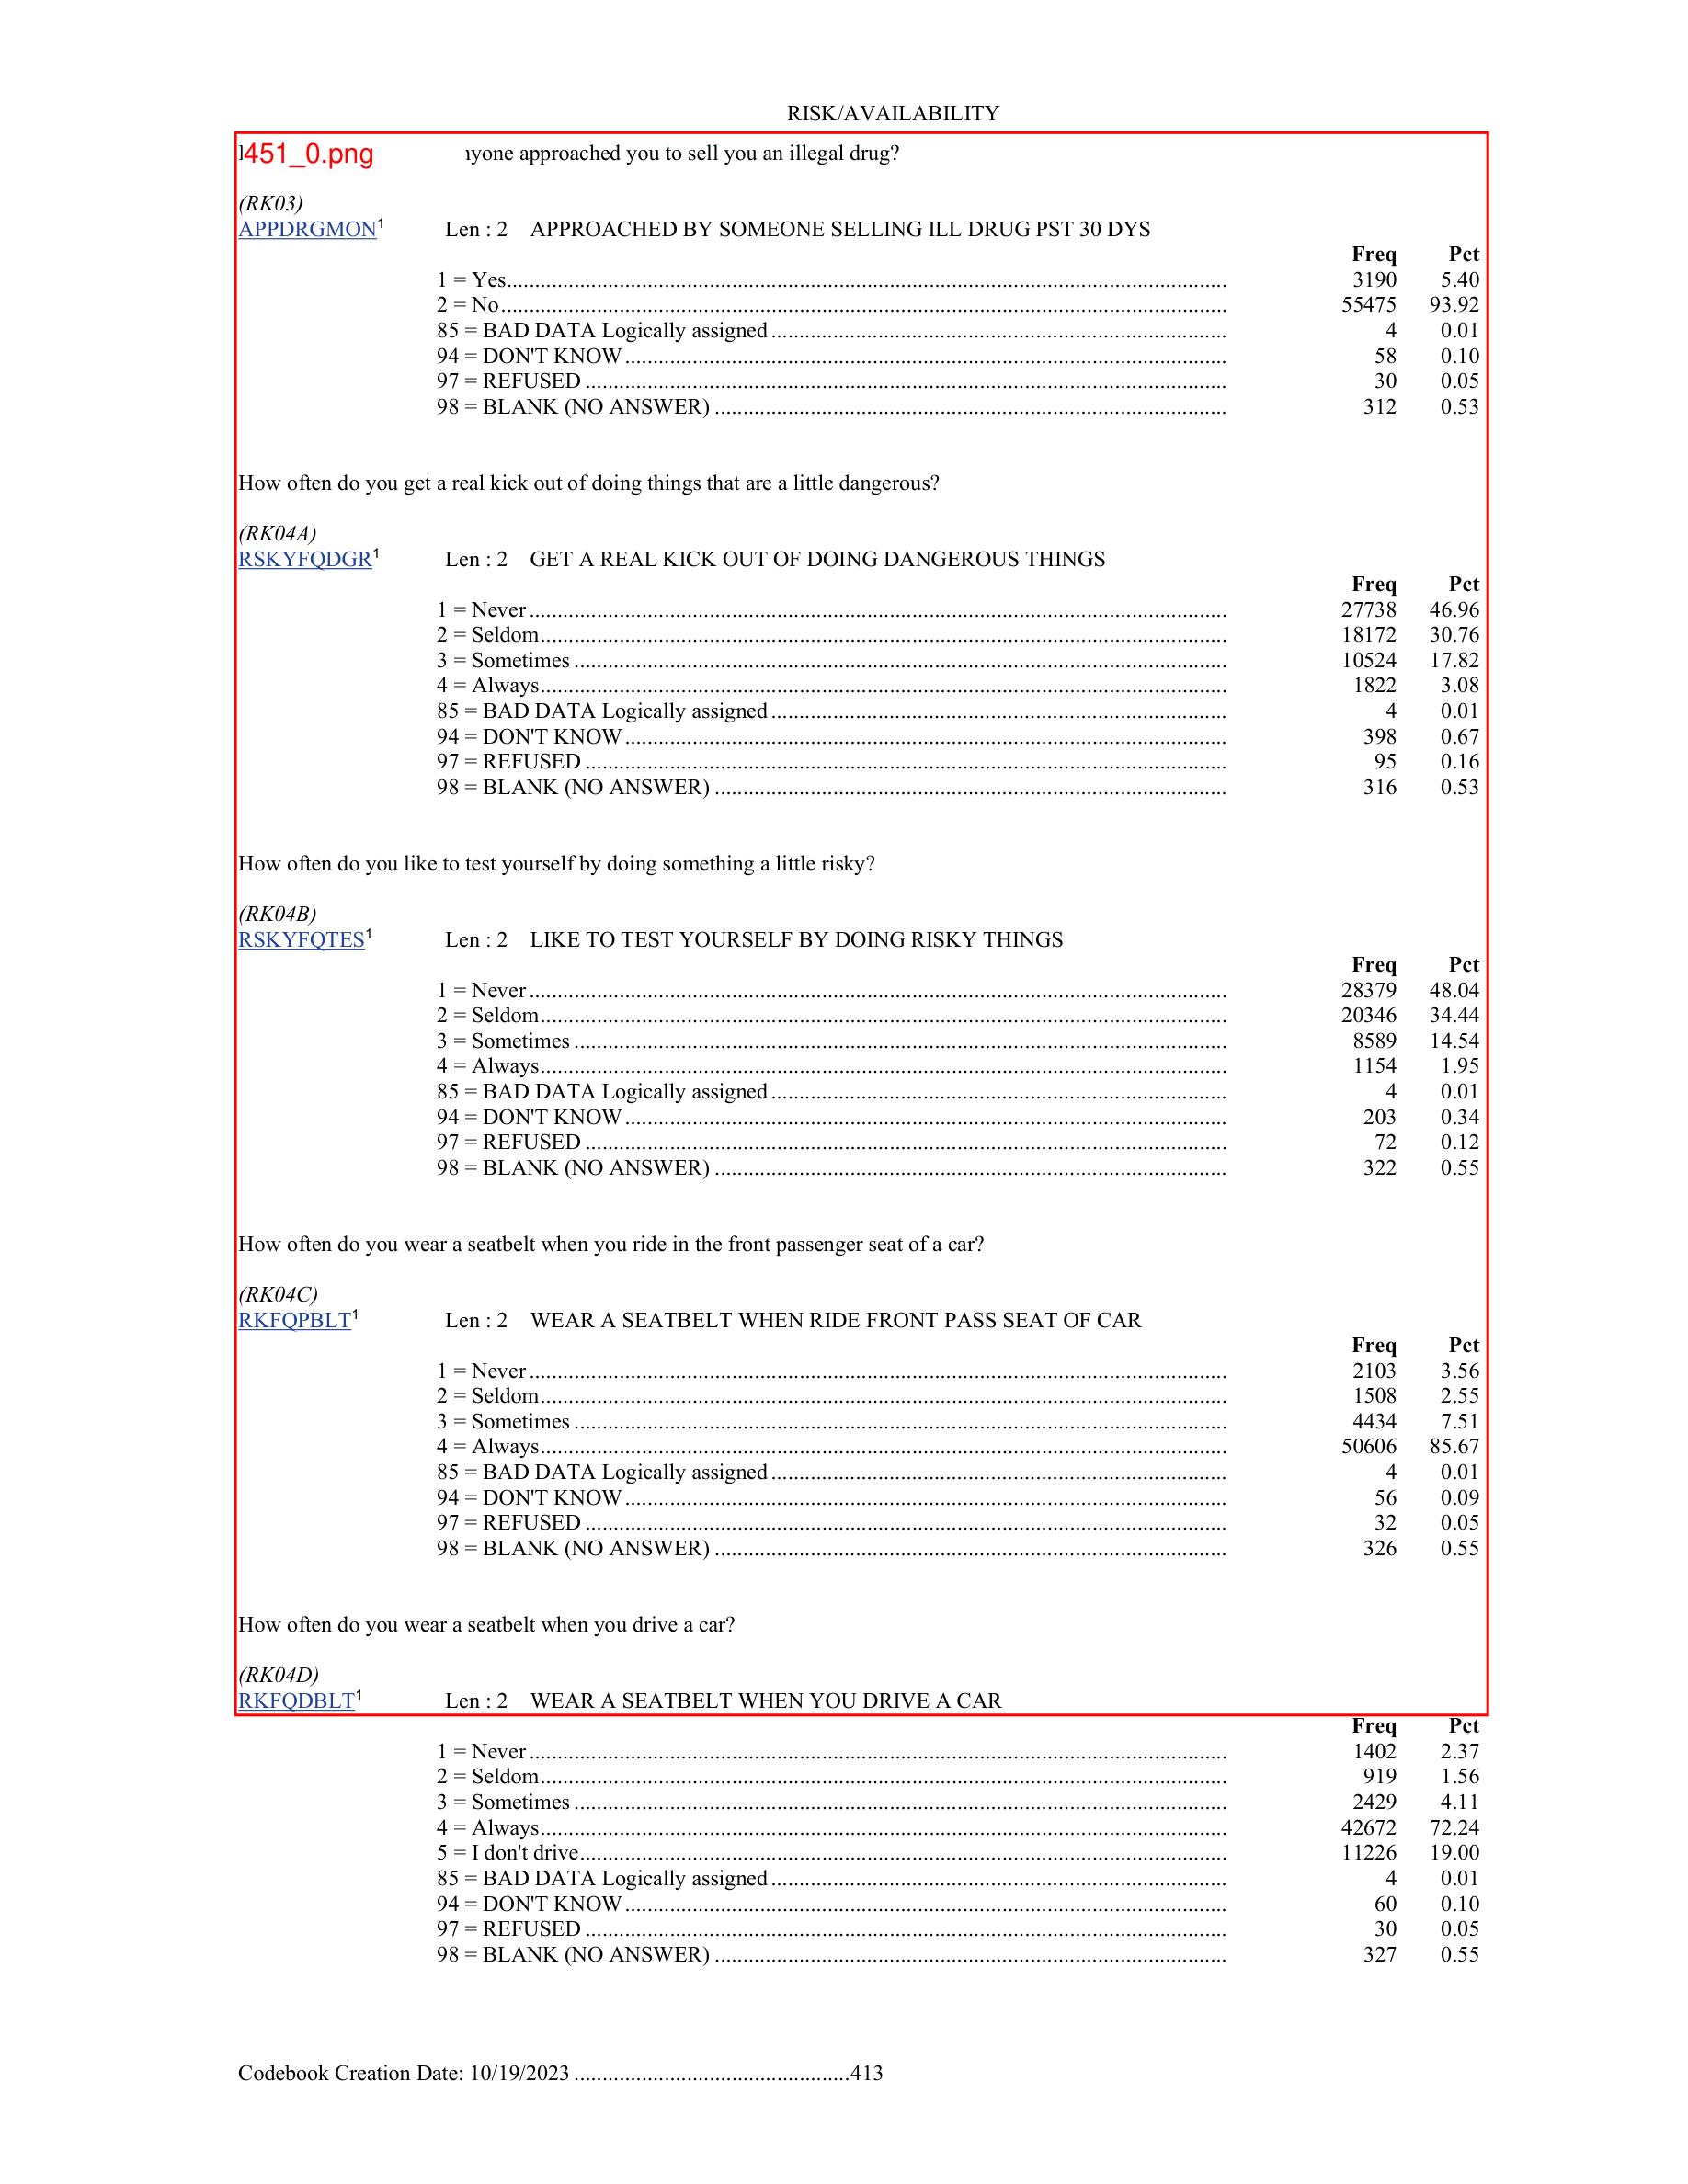 RISK/AVAILABILITY
451_0.png yone approached you to sell you an illegal drug?
(RK03)
APPDRGMON1 Len : 2 APPROACHED BY SOMEONE SELLING ILL DRUG PST 30 DYS
Freq Pct
1 = Yes 3190 5.40
2 = No 55475 93.92
85 = BAD DATA Logically assigned 4 0.01
94 = DON'T KNOW 58 0.10
97 = REFUSED 30 0.05
98 = BLANK (NO ANSWER) 312 0.53
How often do you get a real kick out of doing things that are a little dangerous?
(RK04A)
RSKYFQDGR1 Len : 2 GET A REAL KICK OUT OF DOING DANGEROUS THINGS
Freq Pct
1 = Never 27738 46.96
2 = Seldom 18172 30.76
3 = Sometimes 10524 17.82
4 = Always 1822 3.08
85 = BAD DATA Logically assigned 4 0.01
94 = DON'T KNOW 398 0.67
97 = REFUSED 95 0.16
98 = BLANK (NO ANSWER) 316 0.53
How often do you like to test yourself by doing something a little risky?
(RK04B)
RSKYFQTES1 Len : 2 LIKE TO TEST YOURSELF BY DOING RISKY THINGS
Freq Pct
1 = Never 28379 48.04
2 = Seldom 20346 34.44
3 = Sometimes 8589 14.54
4 = Always 1154 1.95
85 = BAD DATA Logically assigned 4 0.01
94 = DON'T KNOW 203 0.34
97 = REFUSED 72 0.12
98 = BLANK (NO ANSWER) 322 0.55
How often do you wear a seatbelt when you ride in the front passenger seat of a car?
(RK04C)
RKFQPBLT1 Len : 2 WEAR A SEATBELT WHEN RIDE FRONT PASS SEAT OF CAR
Freq Pct
1 = Never 2103 3.56
2 = Seldom 1508 2.55
3 = Sometimes 4434 7.51
4 = Always 50606 85.67
85 = BAD DATA Logically assigned 4 0.01
94 = DON'T KNOW 56 0.09
97 = REFUSED 32 0.05
98 = BLANK (NO ANSWER) 326 0.55
How often do you wear a seatbelt when you drive a car?
(RK04D)
RKFQDBLT1 Len : 2 WEAR A SEATBELT WHEN YOU DRIVE A CAR
Freq Pct
1 = Never 1402 2.37
2 = Seldom 919 1.56
3 = Sometimes 2429 4.11
4 = Always 42672 72.24
5 = I don't drive 11226 19.00
85 = BAD DATA Logically assigned 4 0.01
94 = DON'T KNOW 60 0.10
97 = REFUSED 30 0.05
98 = BLANK (NO ANSWER) 327 0.55
Codebook Creation Date: 10/19/2023 413